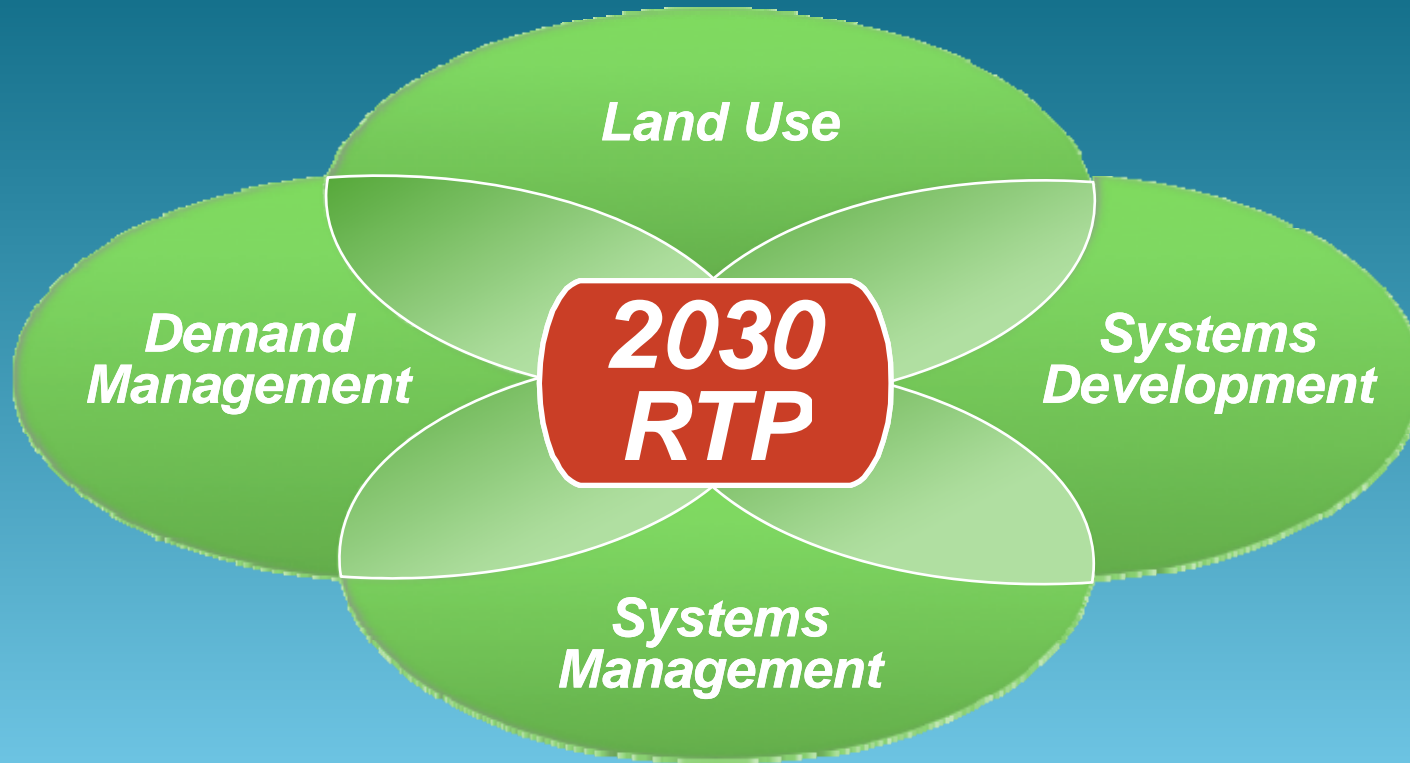 Land Use
Demand
Management
2030
RTP
Systems
Development
Systems
Management